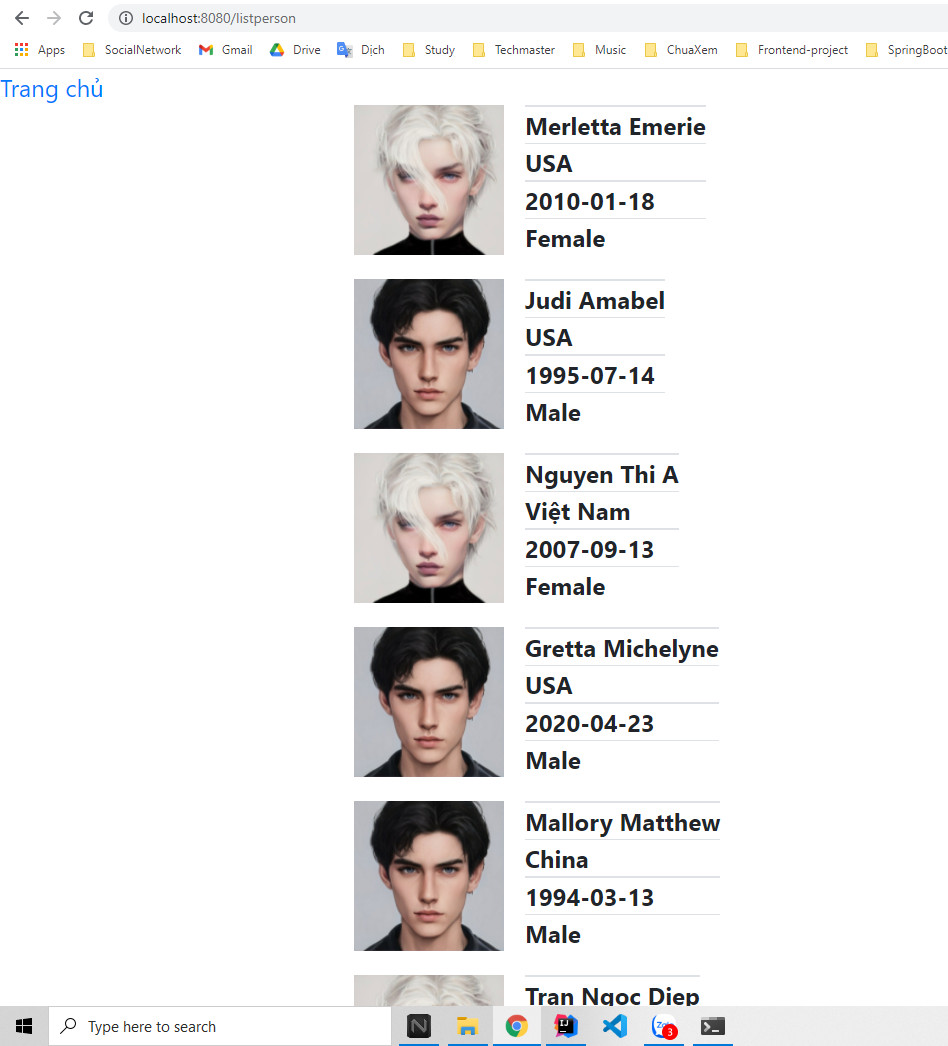 localhost:8080/listperson
Apps SocialNetwork Gmail Drive Dịch Study Techmaster Music ChuaXem Frontend-project SpringBoot
Trang chủ
Merletta Emerie
USA
2010-01-18
Female
Judi Amabel
USA
1995-07-14
Male
Nguyen Thi A
Việt Nam
2007-09-13
Female
Gretta Michelyne
USA
2020-04-23
Male
Mallory Matthew
China
1994-03-13
Male
Tran Ngoc Diep
Type here to search
3